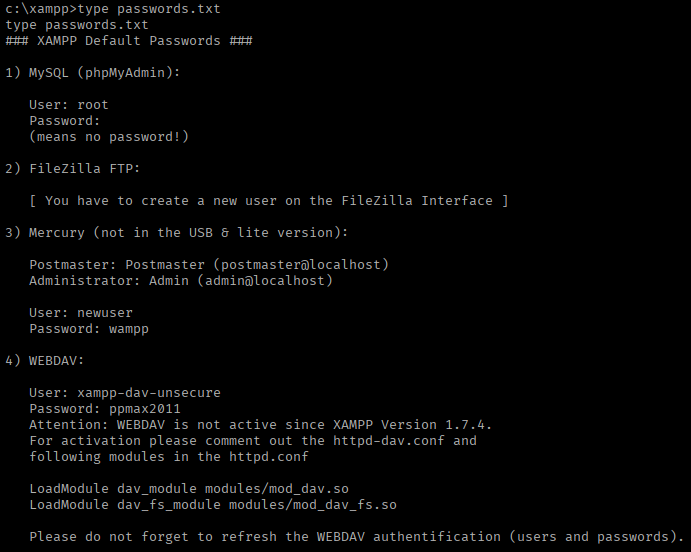 c:\xampp>type passwords.txt
type passwords.txt
### XAMPP Default Passwords ###
1) MySQL (phpMyAdmin):
User: root
Password:
(means no password!)
2) FileZilla FTP:
[ You have to create a new user on the FileZilla Interface ]
3) Mercury (not in the USB & lite version):
Postmaster: Postmaster (postmaster@localhost)
Administrator: Admin (admin@localhost)
User: newuser
Password: wampp
4) WEBDAV:
User: xampp-dav-unsecure
Password: ppmax2011
Attention: WEBDAV is not active since XAMPP Version 1.7.4.
For activation please comment out the httpd-dav.conf and
following modules in the httpd.conf
LoadModule dav_module modules/mod_dav.so
LoadModule dav_fs_module modules/mod_dav_fs.so
Please do not forget to refresh the WEBDAV authentification (users and passwords).